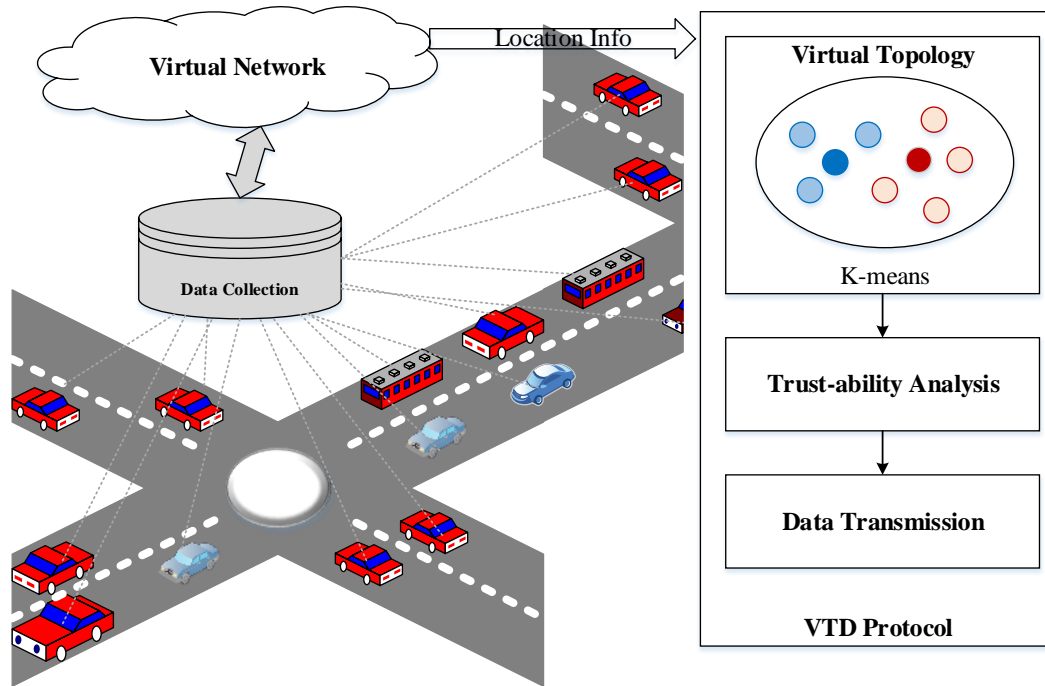 Virtual Network
Location Info
Data Collection
Virtual Topology
K-means
Trust-ability Analysis
Data Transmission
VTD Protocol